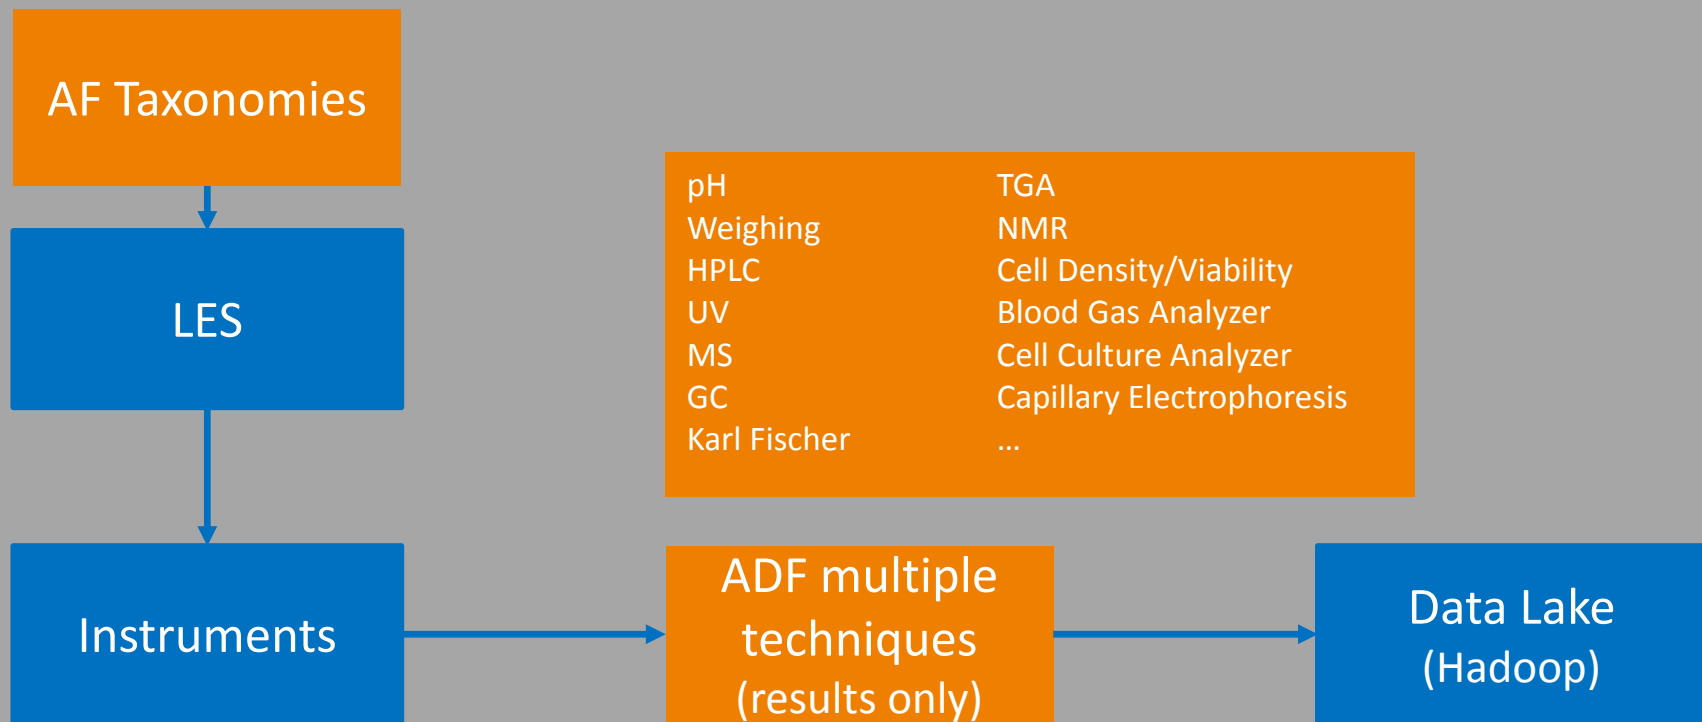 AF Taxonomies
LES
pH
Weighing
HPLC
UV
MS
GC
Karl Fischer
TGA
NMR
Cell Density/Viability
Blood Gas Analyzer
Cell Culture Analyzer
Capillary Electrophoresis
...
Instruments
ADF multiple
techniques
(results only)
Data Lake
(Hadoop)